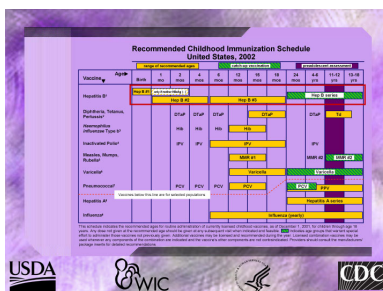 Recommended Childhood Immunization Schedule
United States, 2002
range of recommended ages
catch-up vaccination
preadolescent assessment
Age
Vaccine
Birth
1 mo
2 mos
4 mos
6 mos
12 mos
15 mos
18 mos
24 mos
4-6 yrs
11-12 yrs
13-18 yrs
Hepatitis B
Hep B #1
only if mother HBsAg (-)
Hep B #2
Hep B #3
Hep B series
Diphtheria, Tetanus, Pertussis
DTaP
DTaP
DTaP
DTaP
DTaP
Td
Haemophilus influenzae Type b
Hib
Hib
Hib
Hib
Inactivated Polio
IPV
IPV
IPV
IPV
Measles, Mumps, Rubella
MMR #1
MMR #2
MMR #2
Varicella
Varicella
Varicella
Pneumococcal
PCV
PCV
PCV
PCV
PCV
PPV
Vaccines below this line are for selected populations
Hepatitis A
Hepatitis A series
Influenza
Influenza (yearly)
USDA
WIC
CDC